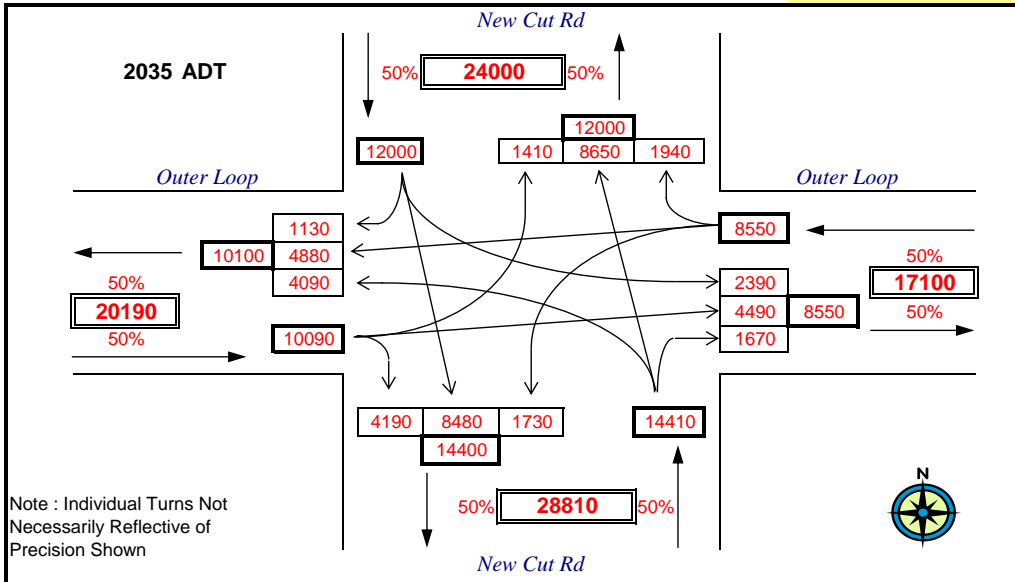 New Cut Rd
2035 ADT
50% 24000 50%
12000
12000
1410 8650 1940
Outer Loop
Outer Loop
1130
8550
10100 4880
50%
4090
2390
50%
17100
20190
4490 8550
50%
50%
10090
1670
4190 8480 1730
14410
14400
N
Note : Individual Turns Not
Necessarily Reflective of
Precision Shown
50% 28810 50%
New Cut Rd